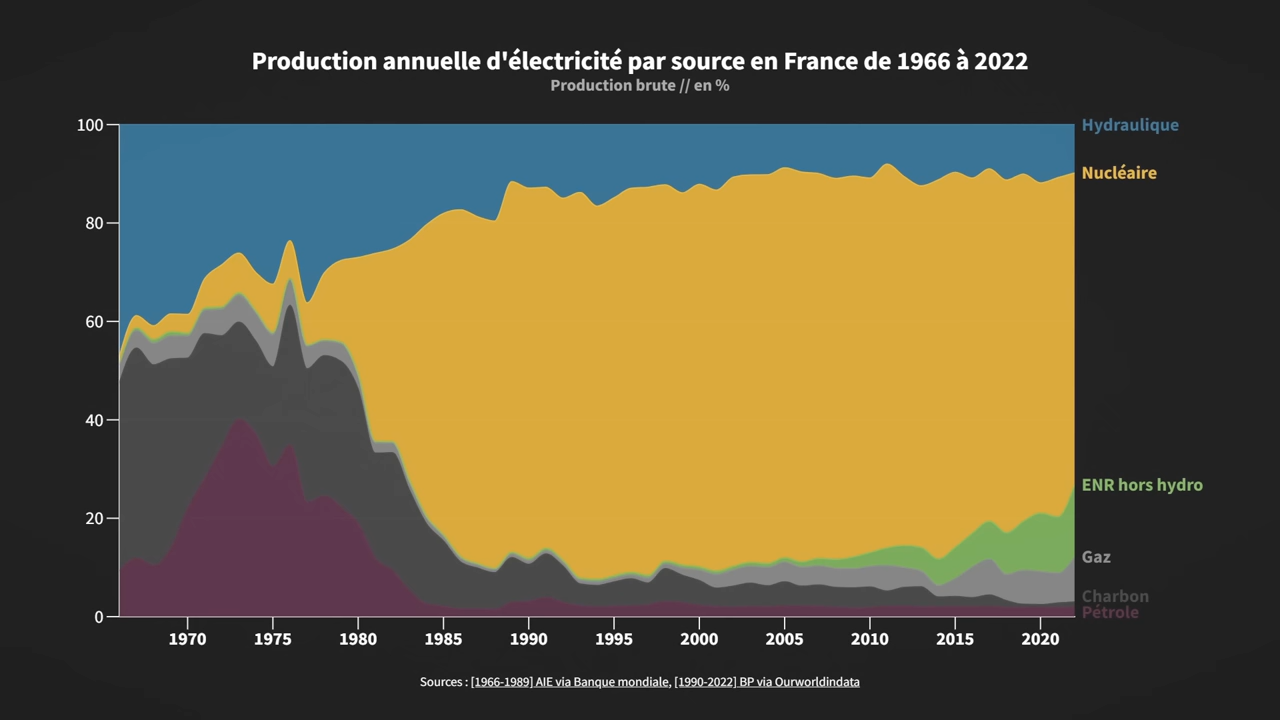 Production annuelle d'électricité par source en France de 1966 à 2022
Production brute // en %
100
80
60
40
20
0
Hydraulique
Nucléaire
ENR hors hydro
Gaz
Charbon
Pétrole
1970 1975 1980 1985 1990 1995 2000 2005 2010 2015 2020
Sources : [1966-1989] AIE via Banque mondiale, [1990-2022] BP via Ourworldindata